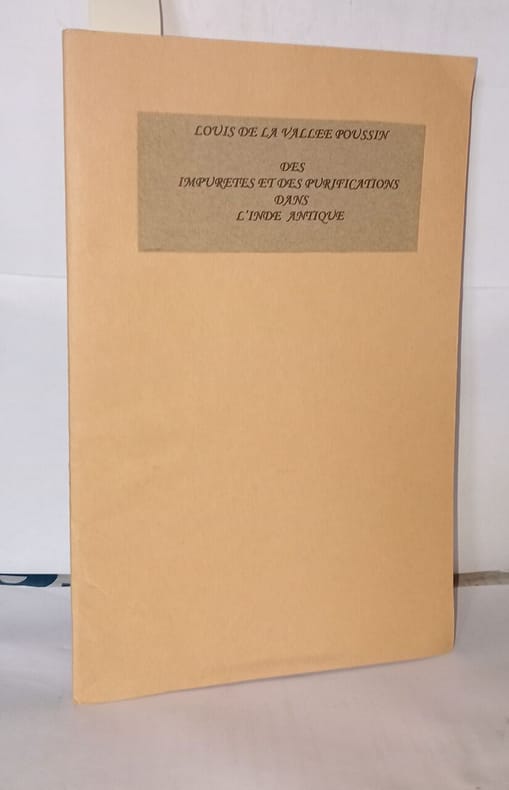 LOUIS DE LA VALLEE POUSSIN
DES
IMPURETES ET DES PURIFICATIONS
DANS
L'INDE ANTIQUE